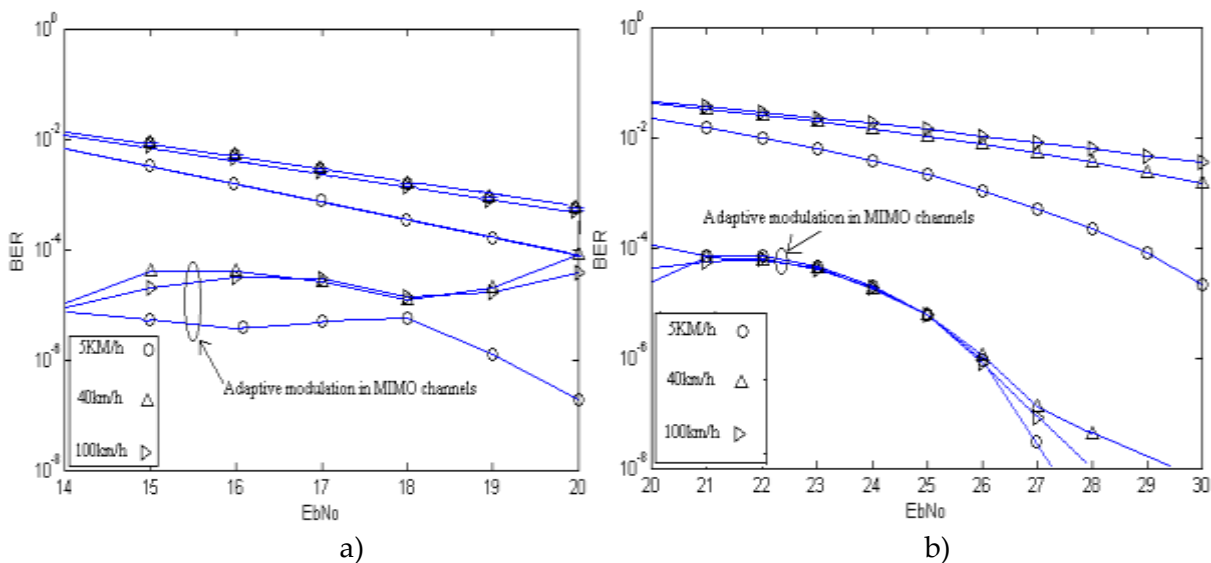 10^0
10^-2
10^-4
10^-6
10^-8
BER
5KM/h
40km/h
100km/h
Adaptive modulation in MIMO channels
14 15 16 17 18 19 20
EbNo
a)
10^0
10^-2
10^-4
10^-6
10^-8
BER
Adaptive modulation in MIMO channels
5KM/h
40km/h
100km/h
20 21 22 23 24 25 26 27 28 29 30
EbNo
b)